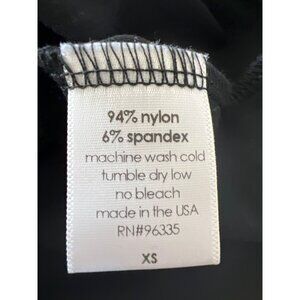 94% nylon
6% spandex
machine wash cold
tumble dry low
no bleach
made in the USA
RN#96335
XS